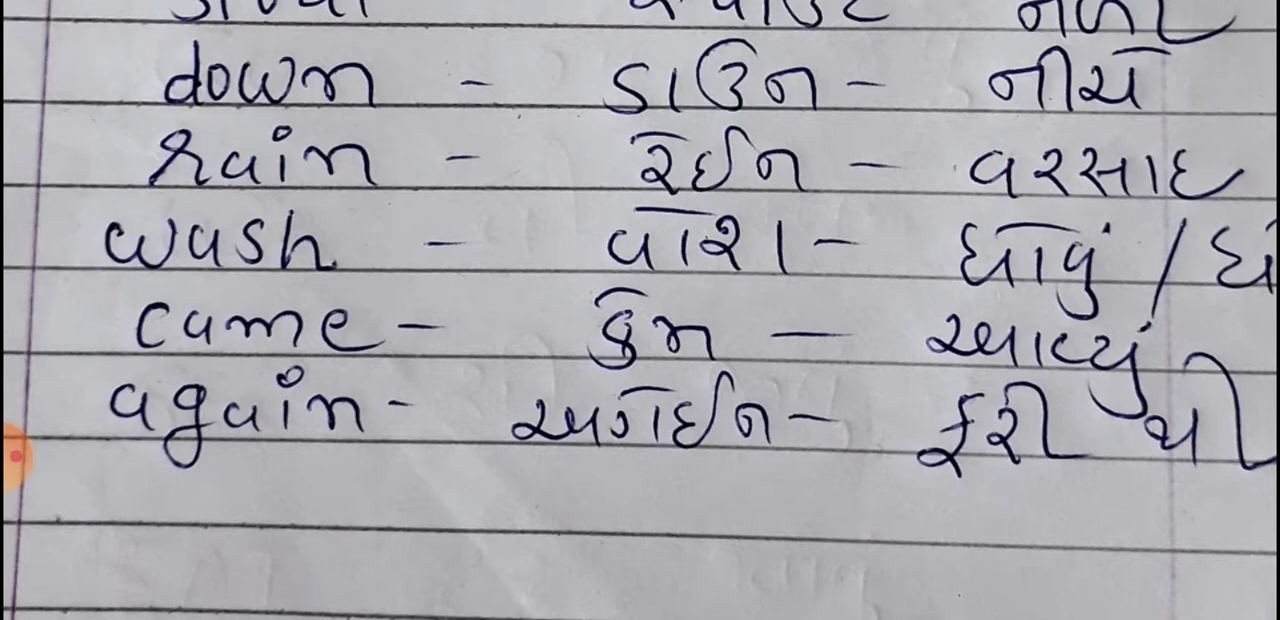 down - ડાઉન - નીચે
rain - રેઈન - વરસાદ
wash - વોશ - ધોવું /
came - કેમ - આવ્યું
again - અગેઈન - ફરી થી